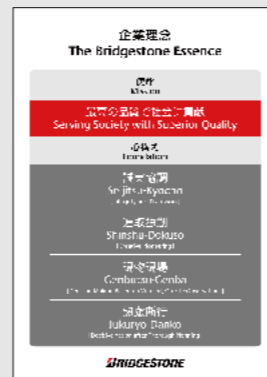 企業理念
The Bridgestone Essence
使命
Mission
最高の品質で社会に貢献
Serving Society with Superior Quality
心構え
Foundation
誠実協調
Seijitsu-Kyocho
進取独創
Shinshu-Dokuso
現物現場
Genbutsu-Genba
熟慮断行
Jukuryo-Danko
BRIDGESTONE